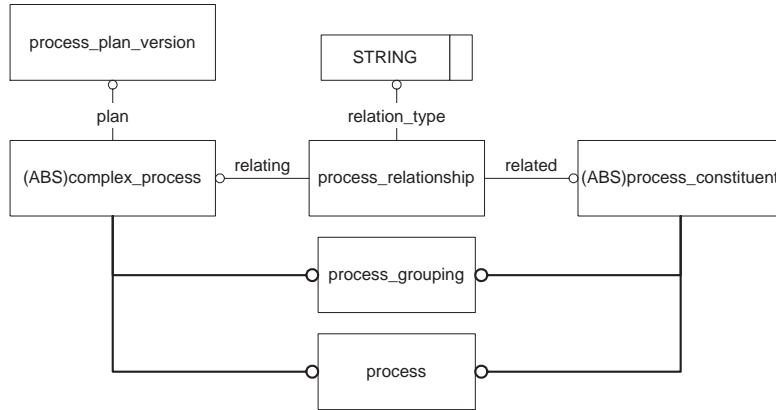 process_plan_version
STRING
plan
relation_type
(ABS)complex_process
relating
process_relationship
related
(ABS)process_constituent
process_grouping
process